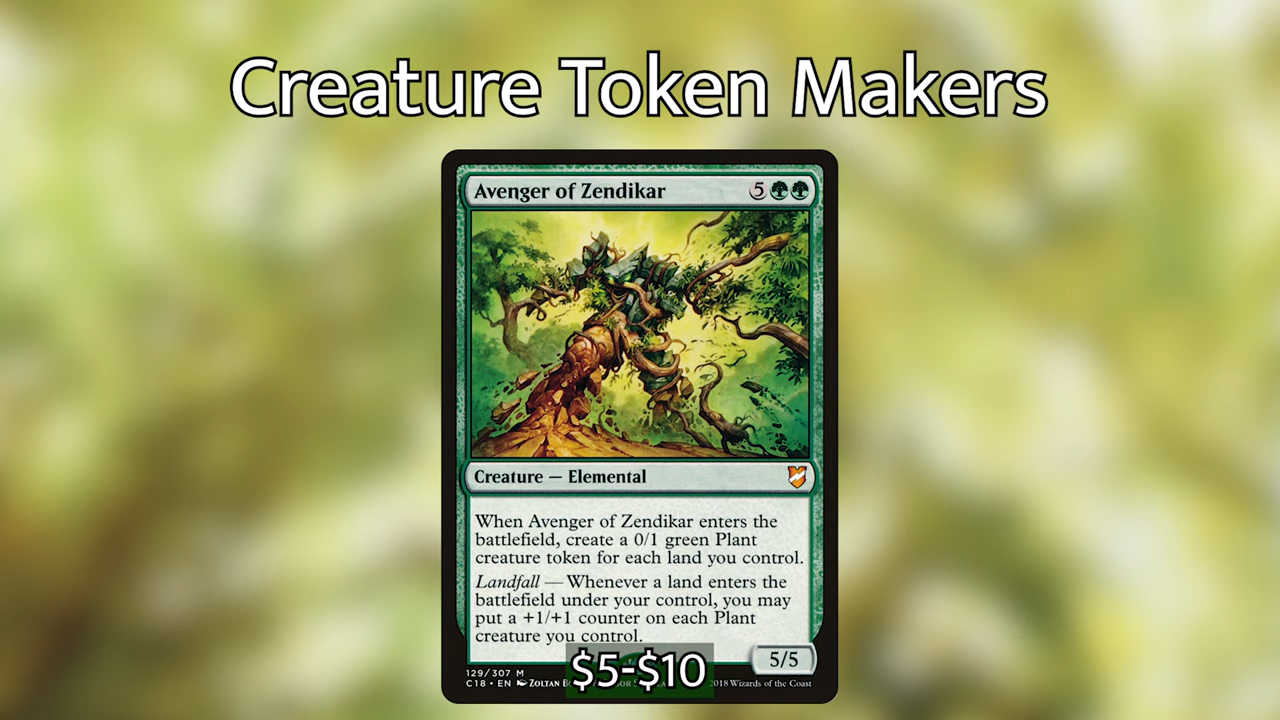 Creature Token Makers
Avenger of Zendikar 5
Creature — Elemental
When Avenger of Zendikar enters the
battlefield, create a 0/1 green Plant
creature token for each land you control.
Landfall — Whenever a land enters the
battlefield under your control, you may
put a +1/+1 counter on each Plant
creature you control.
5/5
$5-$10
129/307 M
C18 • EN ZOLTAN 2018 Wizards of the Coast